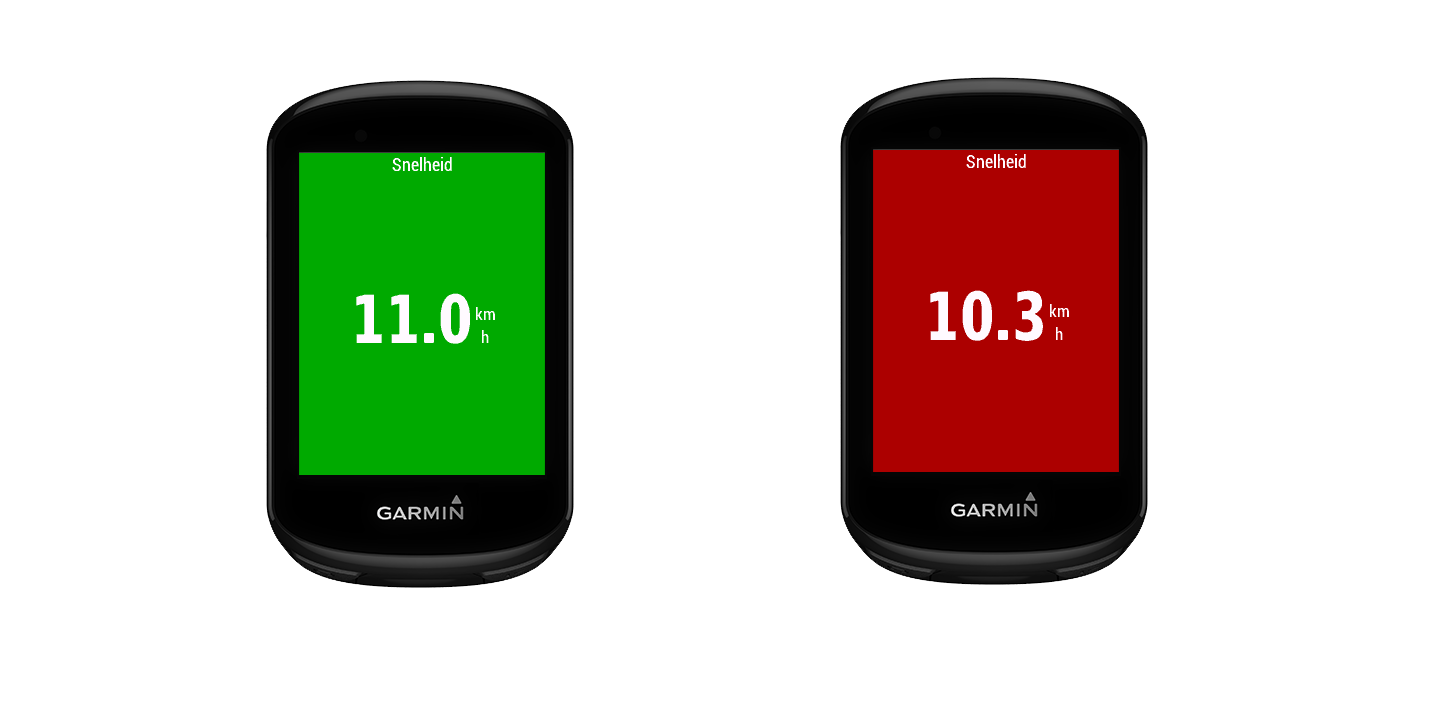 Snelheid
11.0 km
h
GARMIN
Snelheid
10.3 km
h
GARMIN